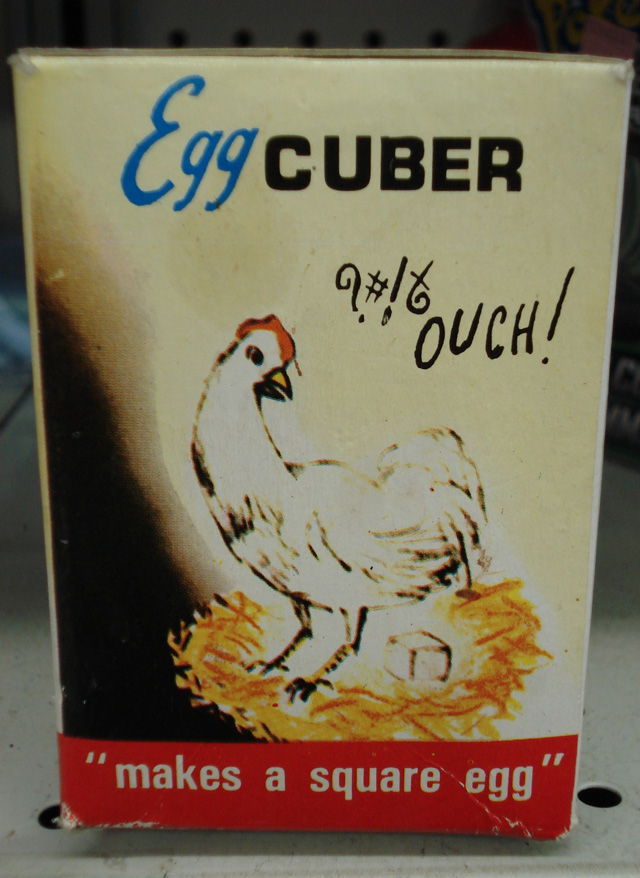 Egg CUBER
?#!&
OUCH!
"makes a square egg"